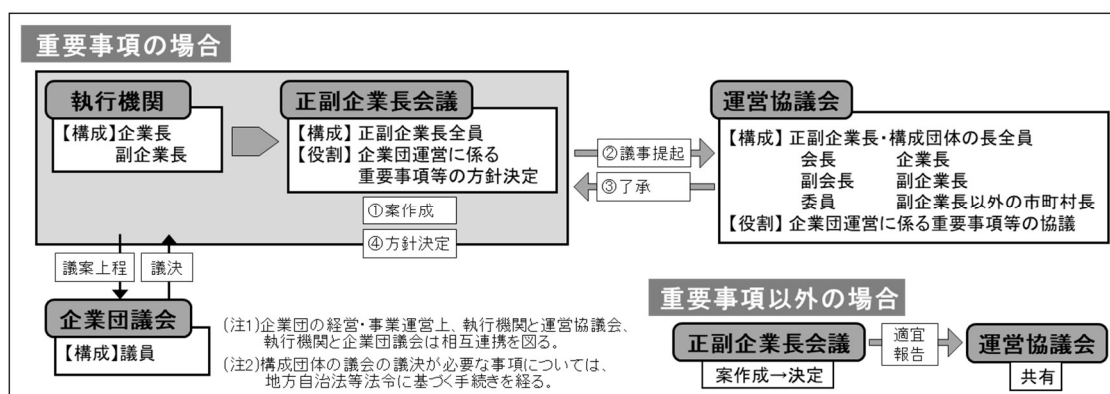 重要事項の場合
執行機関
【構成】企業長
副企業長
正副企業長会議
【構成】正副企業長全員
【役割】企業団運営に係る
重要事項等の方針決定
①案作成
④方針決定
②議事提起
③了承
運営協議会
【構成】正副企業長・構成団体の長全員
会長 企業長
副会長 副企業長
委員 副企業長以外の市町村長
【役割】企業団運営に係る重要事項等の協議
議案上程
議決
企業団議会
【構成】議員
(注1)企業団の経営・事業運営上、執行機関と運営協議会、
執行機関と企業団議会は相互連携を図る。
(注2)構成団体の議会の議決が必要な事項については、
地方自治法等法令に基づく手続きを経る。
重要事項以外の場合
正副企業長会議
案作成→決定
適宜
報告
運営協議会
共有